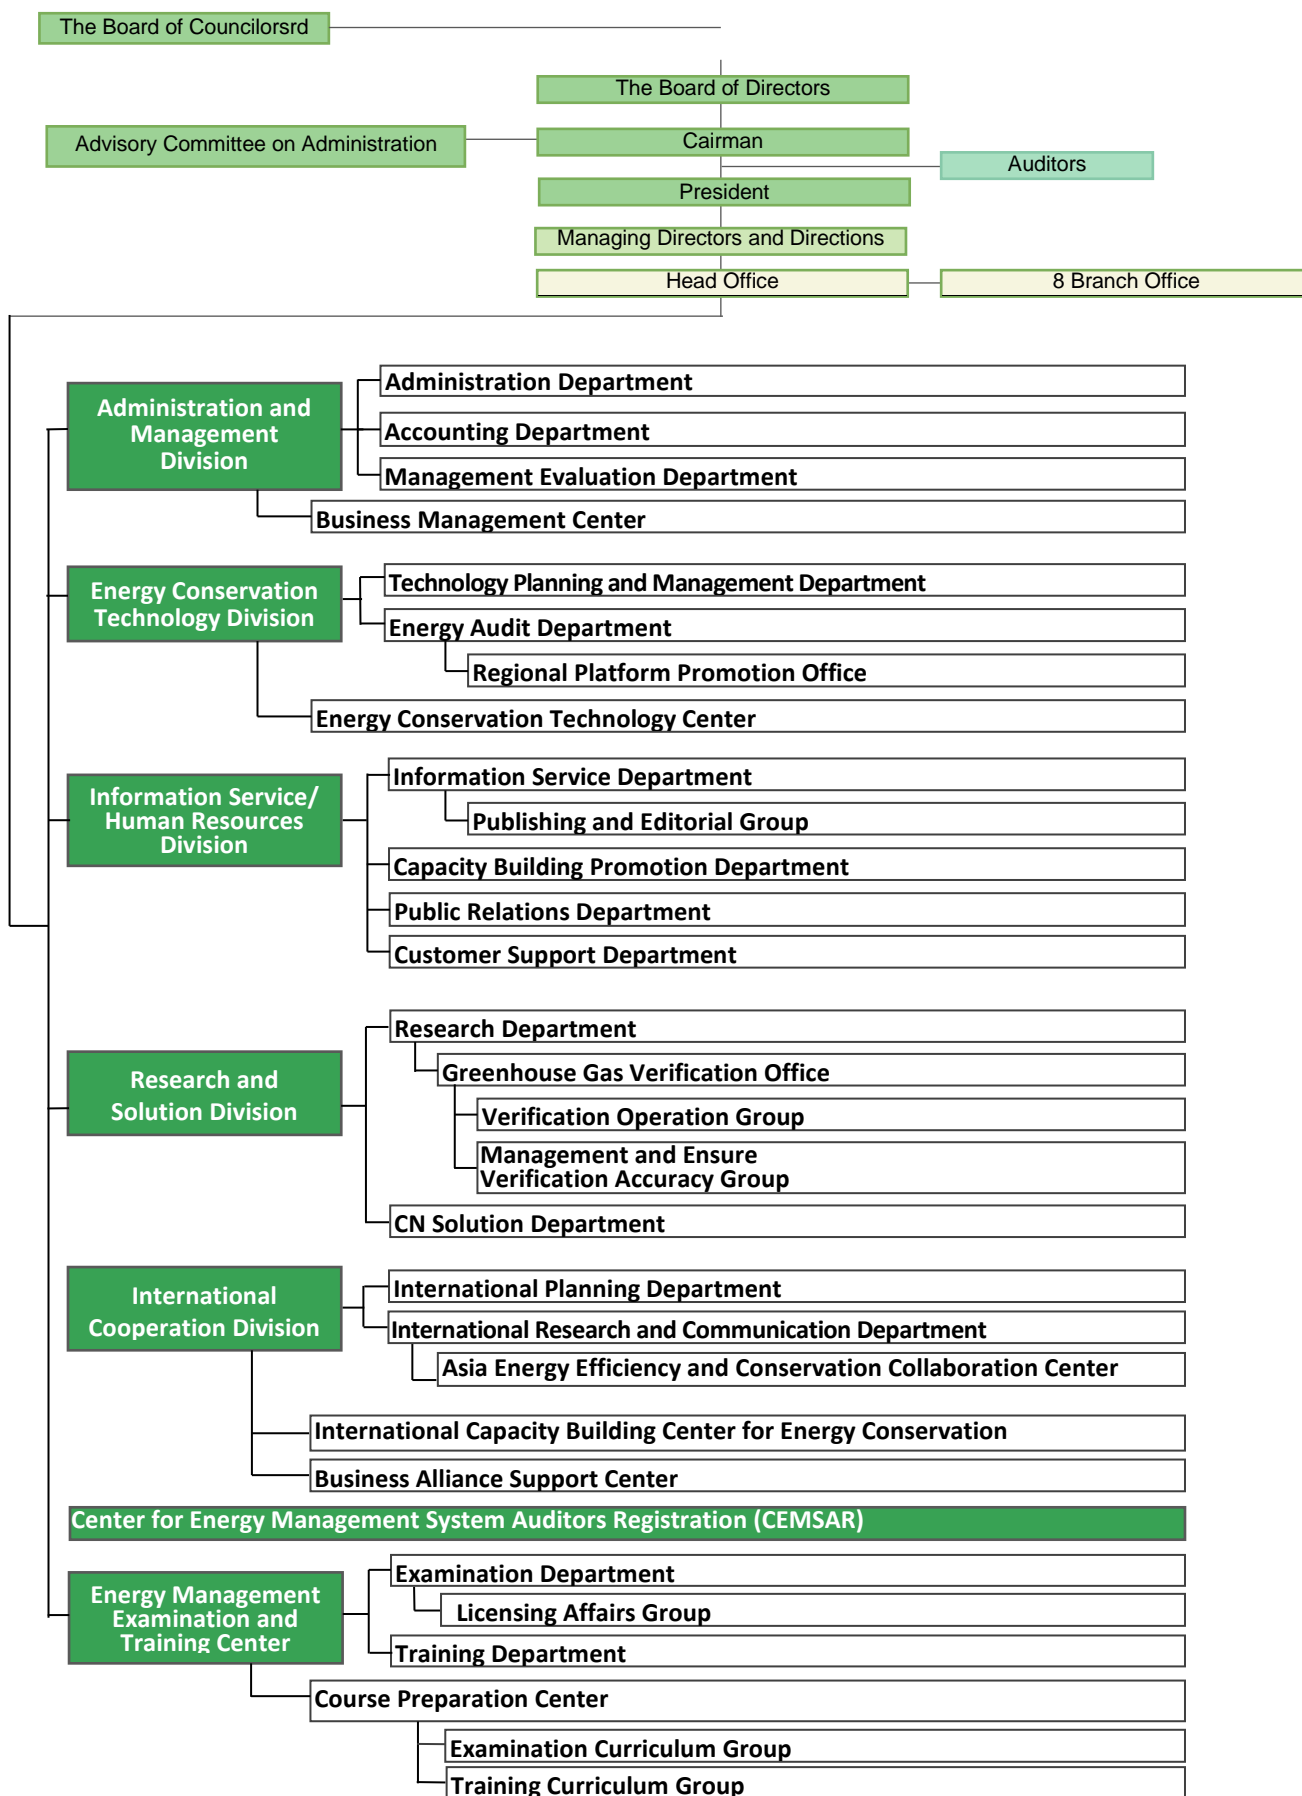 The Board of Councilorsrd
The Board of Directors
Advisory Committee on Administration
Cairman
Auditors
President
Managing Directors and Directions
Head Office
8 Branch Office
Administration and
Management
Division
Administration Department
Accounting Department
Management Evaluation Department
Business Management Center
Energy Conservation
Technology Division
Technology Planning and Management Department
Energy Audit Department
Regional Platform Promotion Office
Energy Conservation Technology Center
Information Service/
Human Resources
Division
Information Service Department
Publishing and Editorial Group
Capacity Building Promotion Department
Public Relations Department
Customer Support Department
Research and
Solution Division
Research Department
Greenhouse Gas Verification Office
Verification Operation Group
Management and Ensure
Verification Accuracy Group
CN Solution Department
International
Cooperation Division
International Planning Department
International Research and Communication Department
Asia Energy Efficiency and Conservation Collaboration Center
International Capacity Building Center for Energy Conservation
Business Alliance Support Center
Center for Energy Management System Auditors Registration (CEMSAR)
Energy Management
Examination and
Training Center
Examination Department
Licensing Affairs Group
Training Department
Course Preparation Center
Examination Curriculum Group
Training Curriculum Group